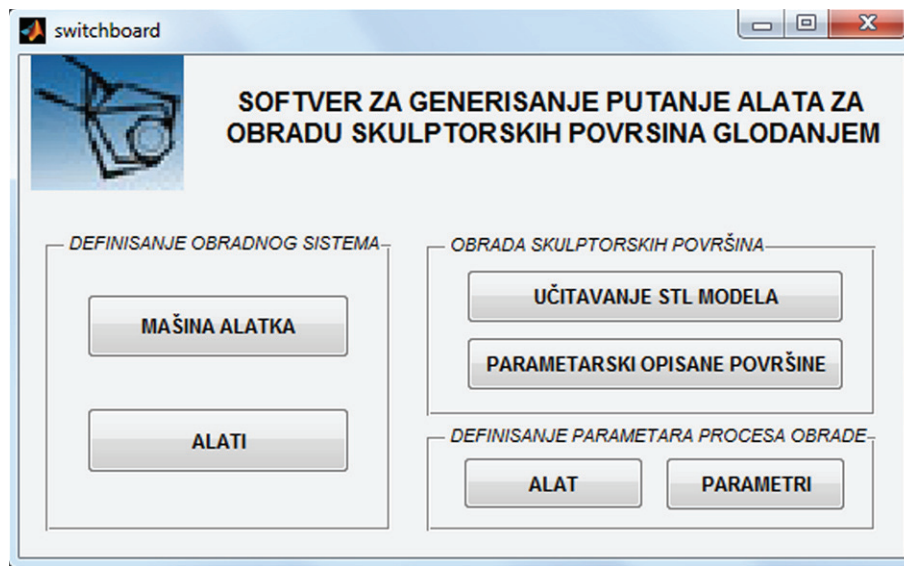 switchboard
SOFTVER ZA GENERISANJE PUTANJE ALATA ZA
OBRADU SKULPTORSKIH POVRSINA GLODANJEM
DEFINISANJE OBRADNOG SISTEMA
MAŠINA ALATKA
ALATI
OBRADA SKULPTORSKIH POVRŠINA
UČITAVANJE STL MODELA
PARAMETARSKI OPISANE POVRŠINE
DEFINISANJE PARAMETARA PROCESA OBRADE
ALAT
PARAMETRI